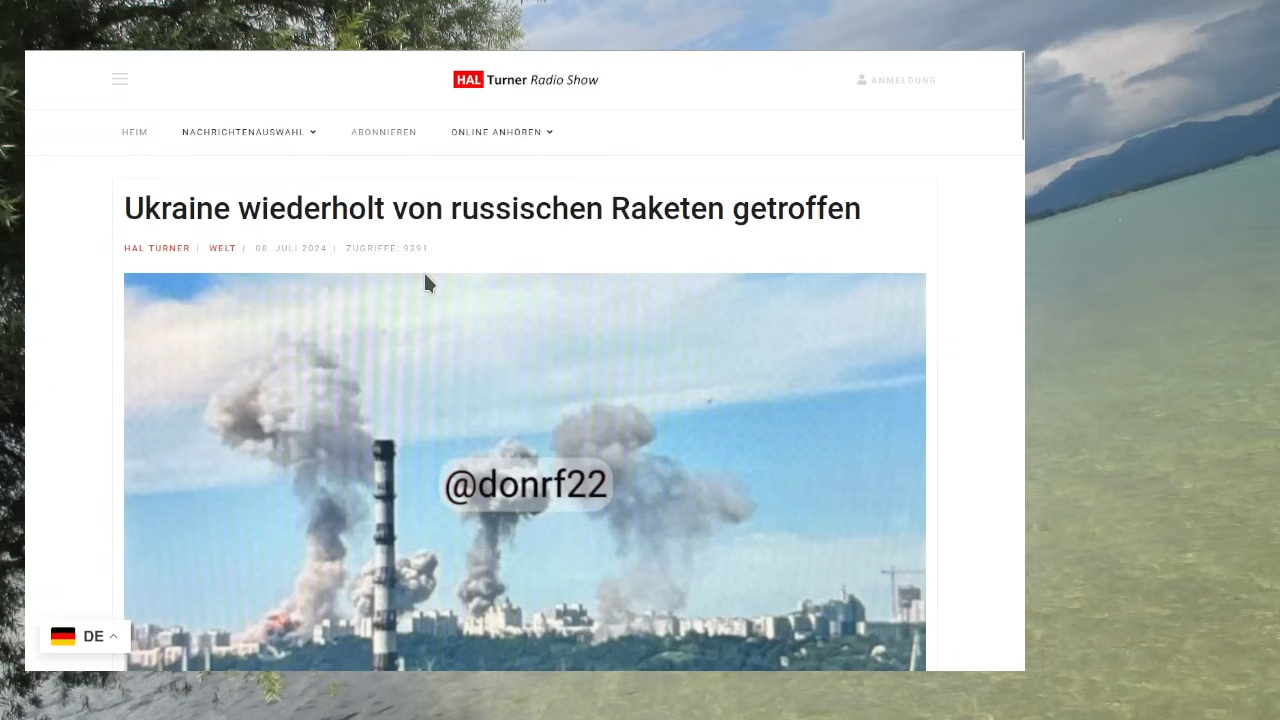 HAL Turner Radio Show
ANMELDUNG
HEIM NACHRICHTENAUSWAHL ABONNIEREN ONLINE ANHÖREN
Ukraine wiederholt von russischen Raketen getroffen
HAL TURNER | WELT | 08. JULI 2024 | ZUGRIFFE: 9291
@donrf22
DE